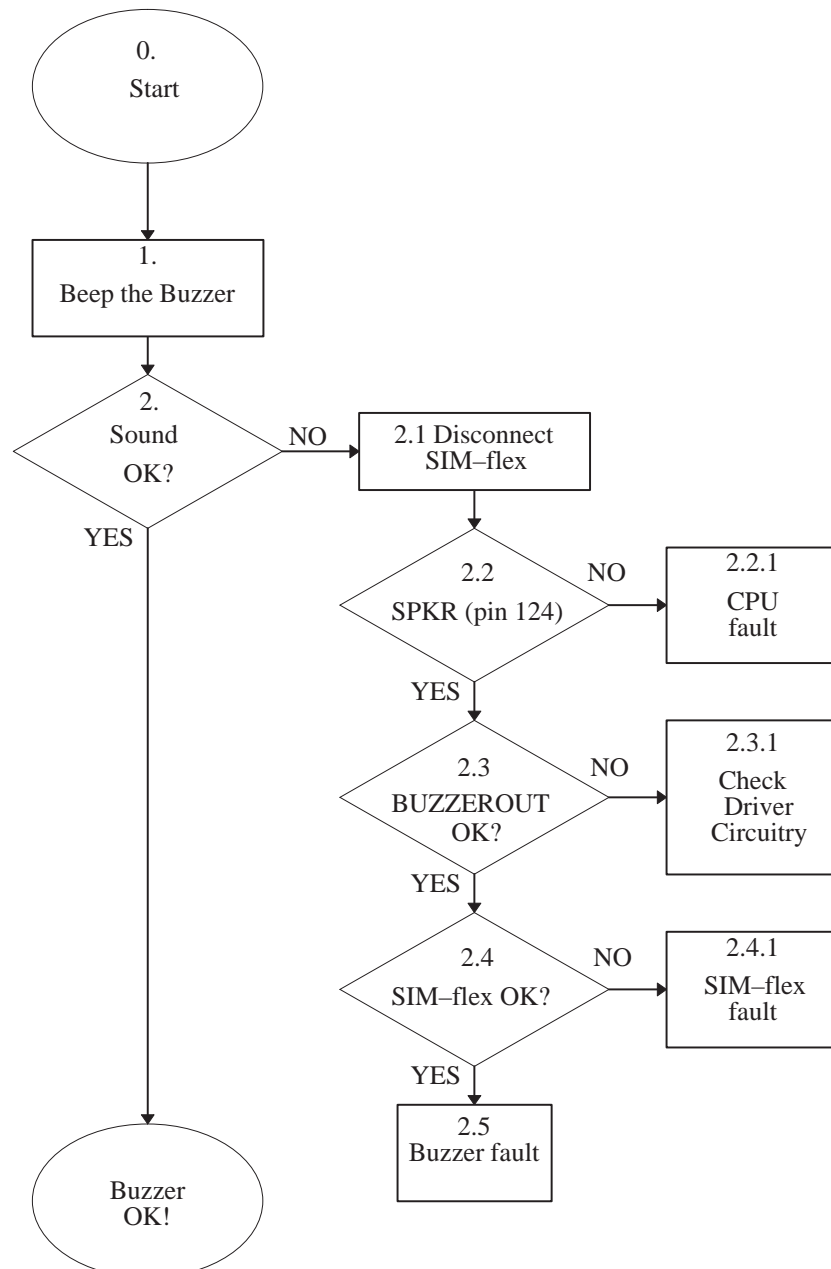 0.
Start
1.
Beep the Buzzer
2.
Sound
OK?
NO
YES
2.1 Disconnect
SIM–flex
2.2
SPKR (pin 124)
NO
YES
2.2.1
CPU
fault
2.3
BUZZEROUT
OK?
NO
YES
2.3.1
Check
Driver
Circuitry
2.4
SIM–flex OK?
NO
YES
2.4.1
SIM–flex
fault
2.5
Buzzer fault
Buzzer
OK!